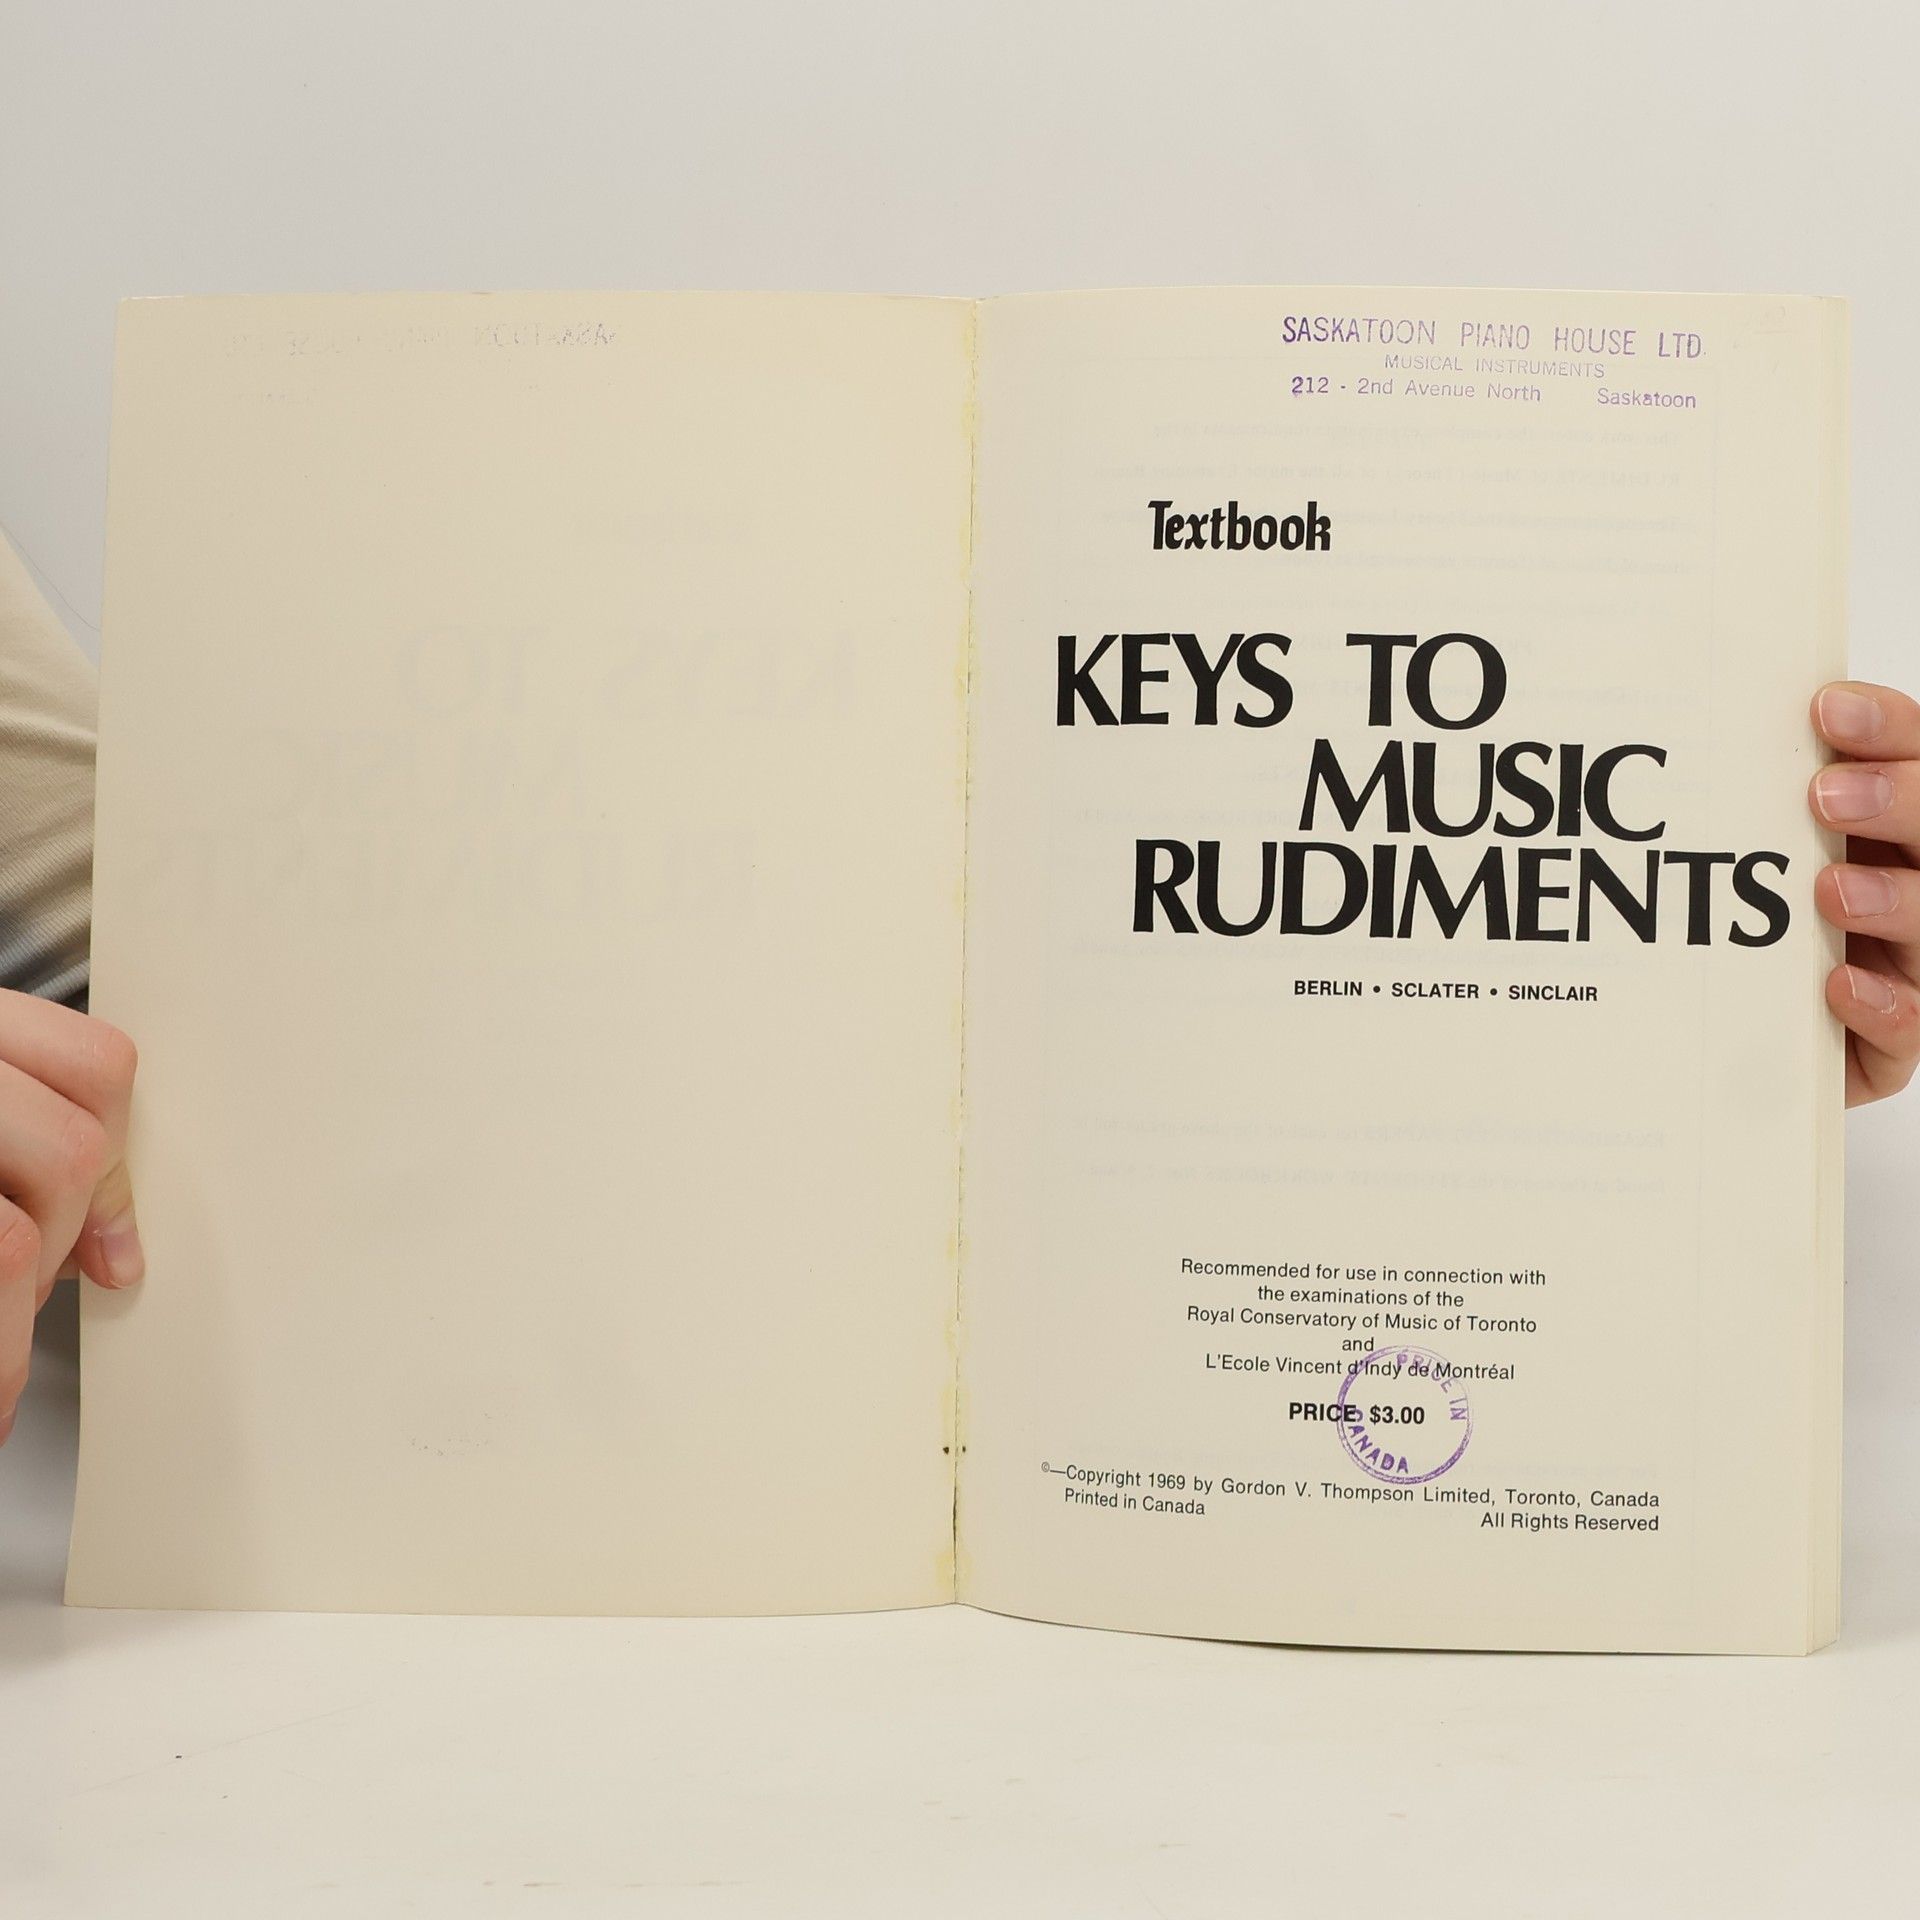 SASKATOON PIANO HOUSE LTD.
MUSICAL INSTRUMENTS
212 - 2nd Avenue North Saskatoon
Textbook
KEYS TO
MUSIC
RUDIMENTS
BERLIN • SCLATER • SINCLAIR
Recommended for use in connection with
the examinations of the
Royal Conservatory of Music of Toronto
and
L'Ecole Vincent d'Indy de Montréal
PRICE $3.00
PRICE IN
CANADA
©—Copyright 1969 by Gordon V. Thompson Limited, Toronto, Canada
Printed in Canada All Rights Reserved